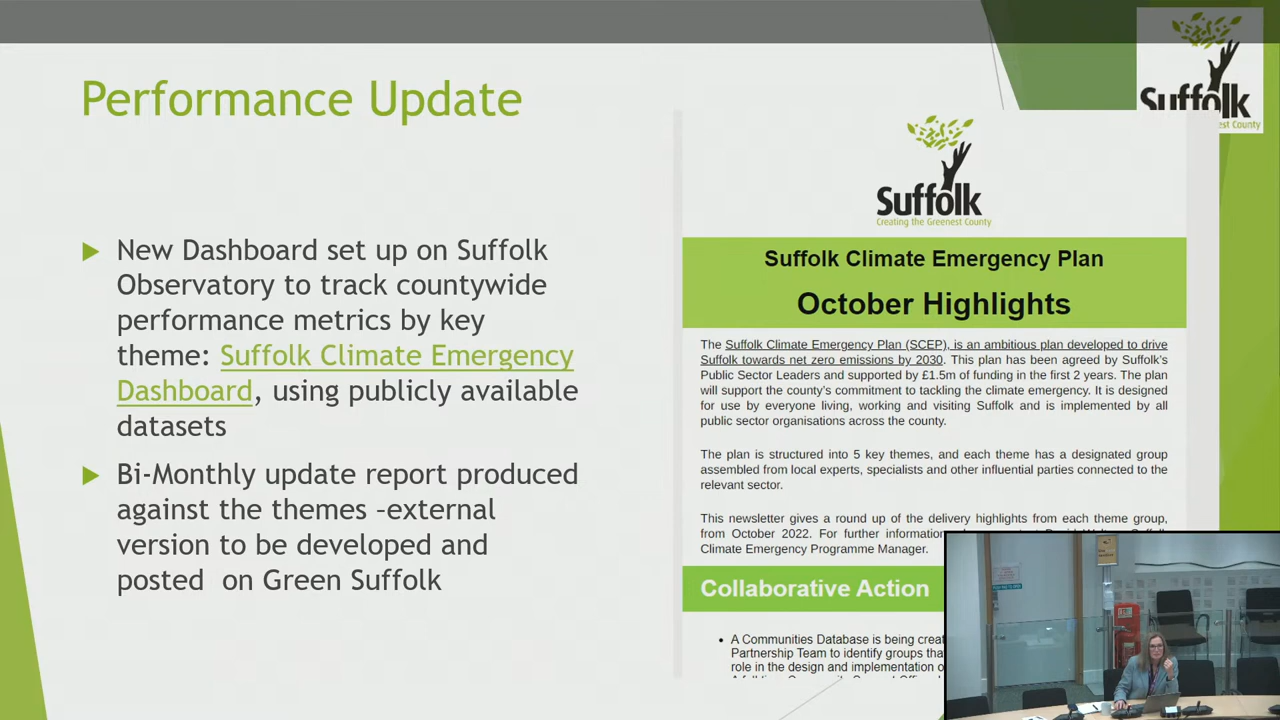 Performance Update
New Dashboard set up on Suffolk
Observatory to track countywide
performance metrics by key
theme: Suffolk Climate Emergency
Dashboard, using publicly available
datasets
Bi-Monthly update report produced
against the themes –external
version to be developed and
posted on Green Suffolk
Suffolk
est County
Suffolk
Creating the Greenest County
Suffolk Climate Emergency Plan
October Highlights
The Suffolk Climate Emergency Plan (SCEP), is an ambitious plan developed to drive
Suffolk towards net zero emissions by 2030. This plan has been agreed by Suffolk's
Public Sector Leaders and supported by £1.5m of funding in the first 2 years. The plan
will support the county's commitment to tackling the climate emergency. It is designed
for use by everyone living, working and visiting Suffolk and is implemented by all
public sector organisations across the county.
The plan is structured into 5 key themes, and each theme has a designated group
assembled from local experts, specialists and other influential parties connected to the
relevant sector.
This newsletter gives a round up of the delivery highlights from each theme group,
from October 2022. For further
Climate Emergency Programme Manager.
Collaborative Action
A Communities Database is being
Partnership Team to identify groups
role in the design and implementation